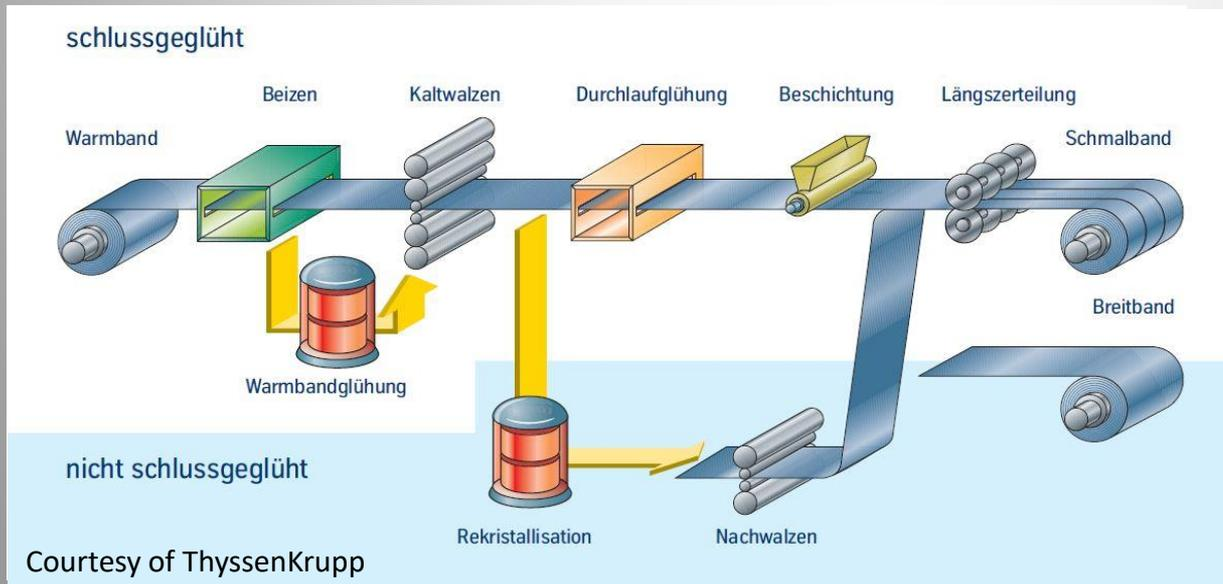 schlussgeglüht
Beizen
Kaltwalzen
Durchlaufglühung
Beschichtung
Längszerteilung
Warmband
Schmalband
Breitband
Warmbandglühung
nicht schlussgeglüht
Rekristallisation
Nachwalzen
Courtesy of ThyssenKrupp